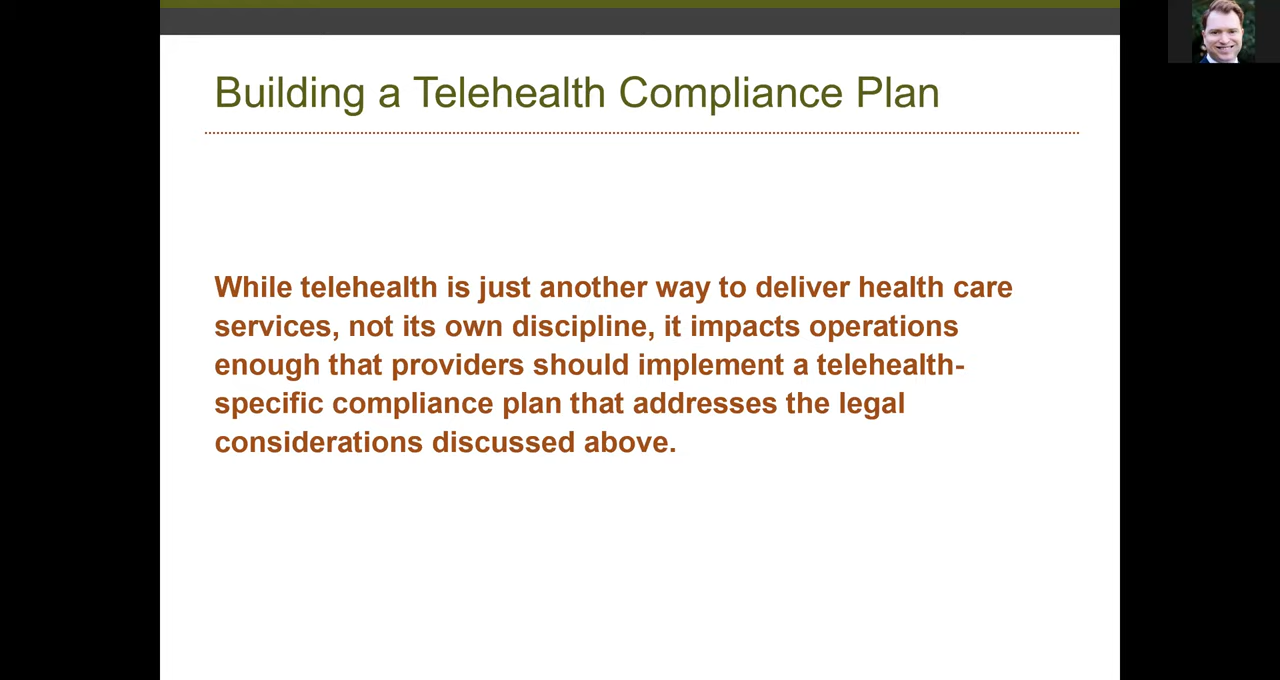 Building a Telehealth Compliance Plan
While telehealth is just another way to deliver health care
services, not its own discipline, it impacts operations
enough that providers should implement a telehealth-
specific compliance plan that addresses the legal
considerations discussed above.